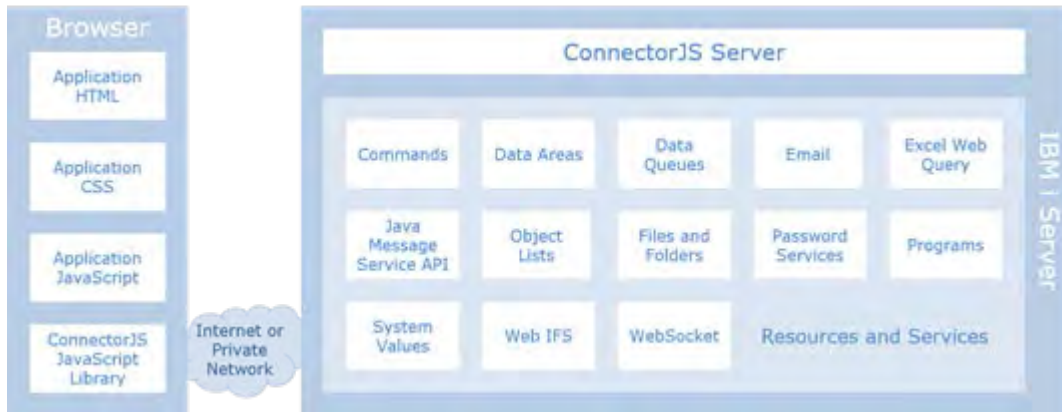 Browser
Application
HTML
Application
CSS
Application
JavaScript
ConnectorJS
JavaScript
Library
Internet or
Private
Network
ConnectorJS Server
Commands
Data Areas
Data
Queues
Email
Excel Web
Query
Java
Message
Service API
Object
Lists
Files and
Folders
Password
Services
Programs
System
Values
Web IFS
WebSocket
Resources and Services
IBM i Server